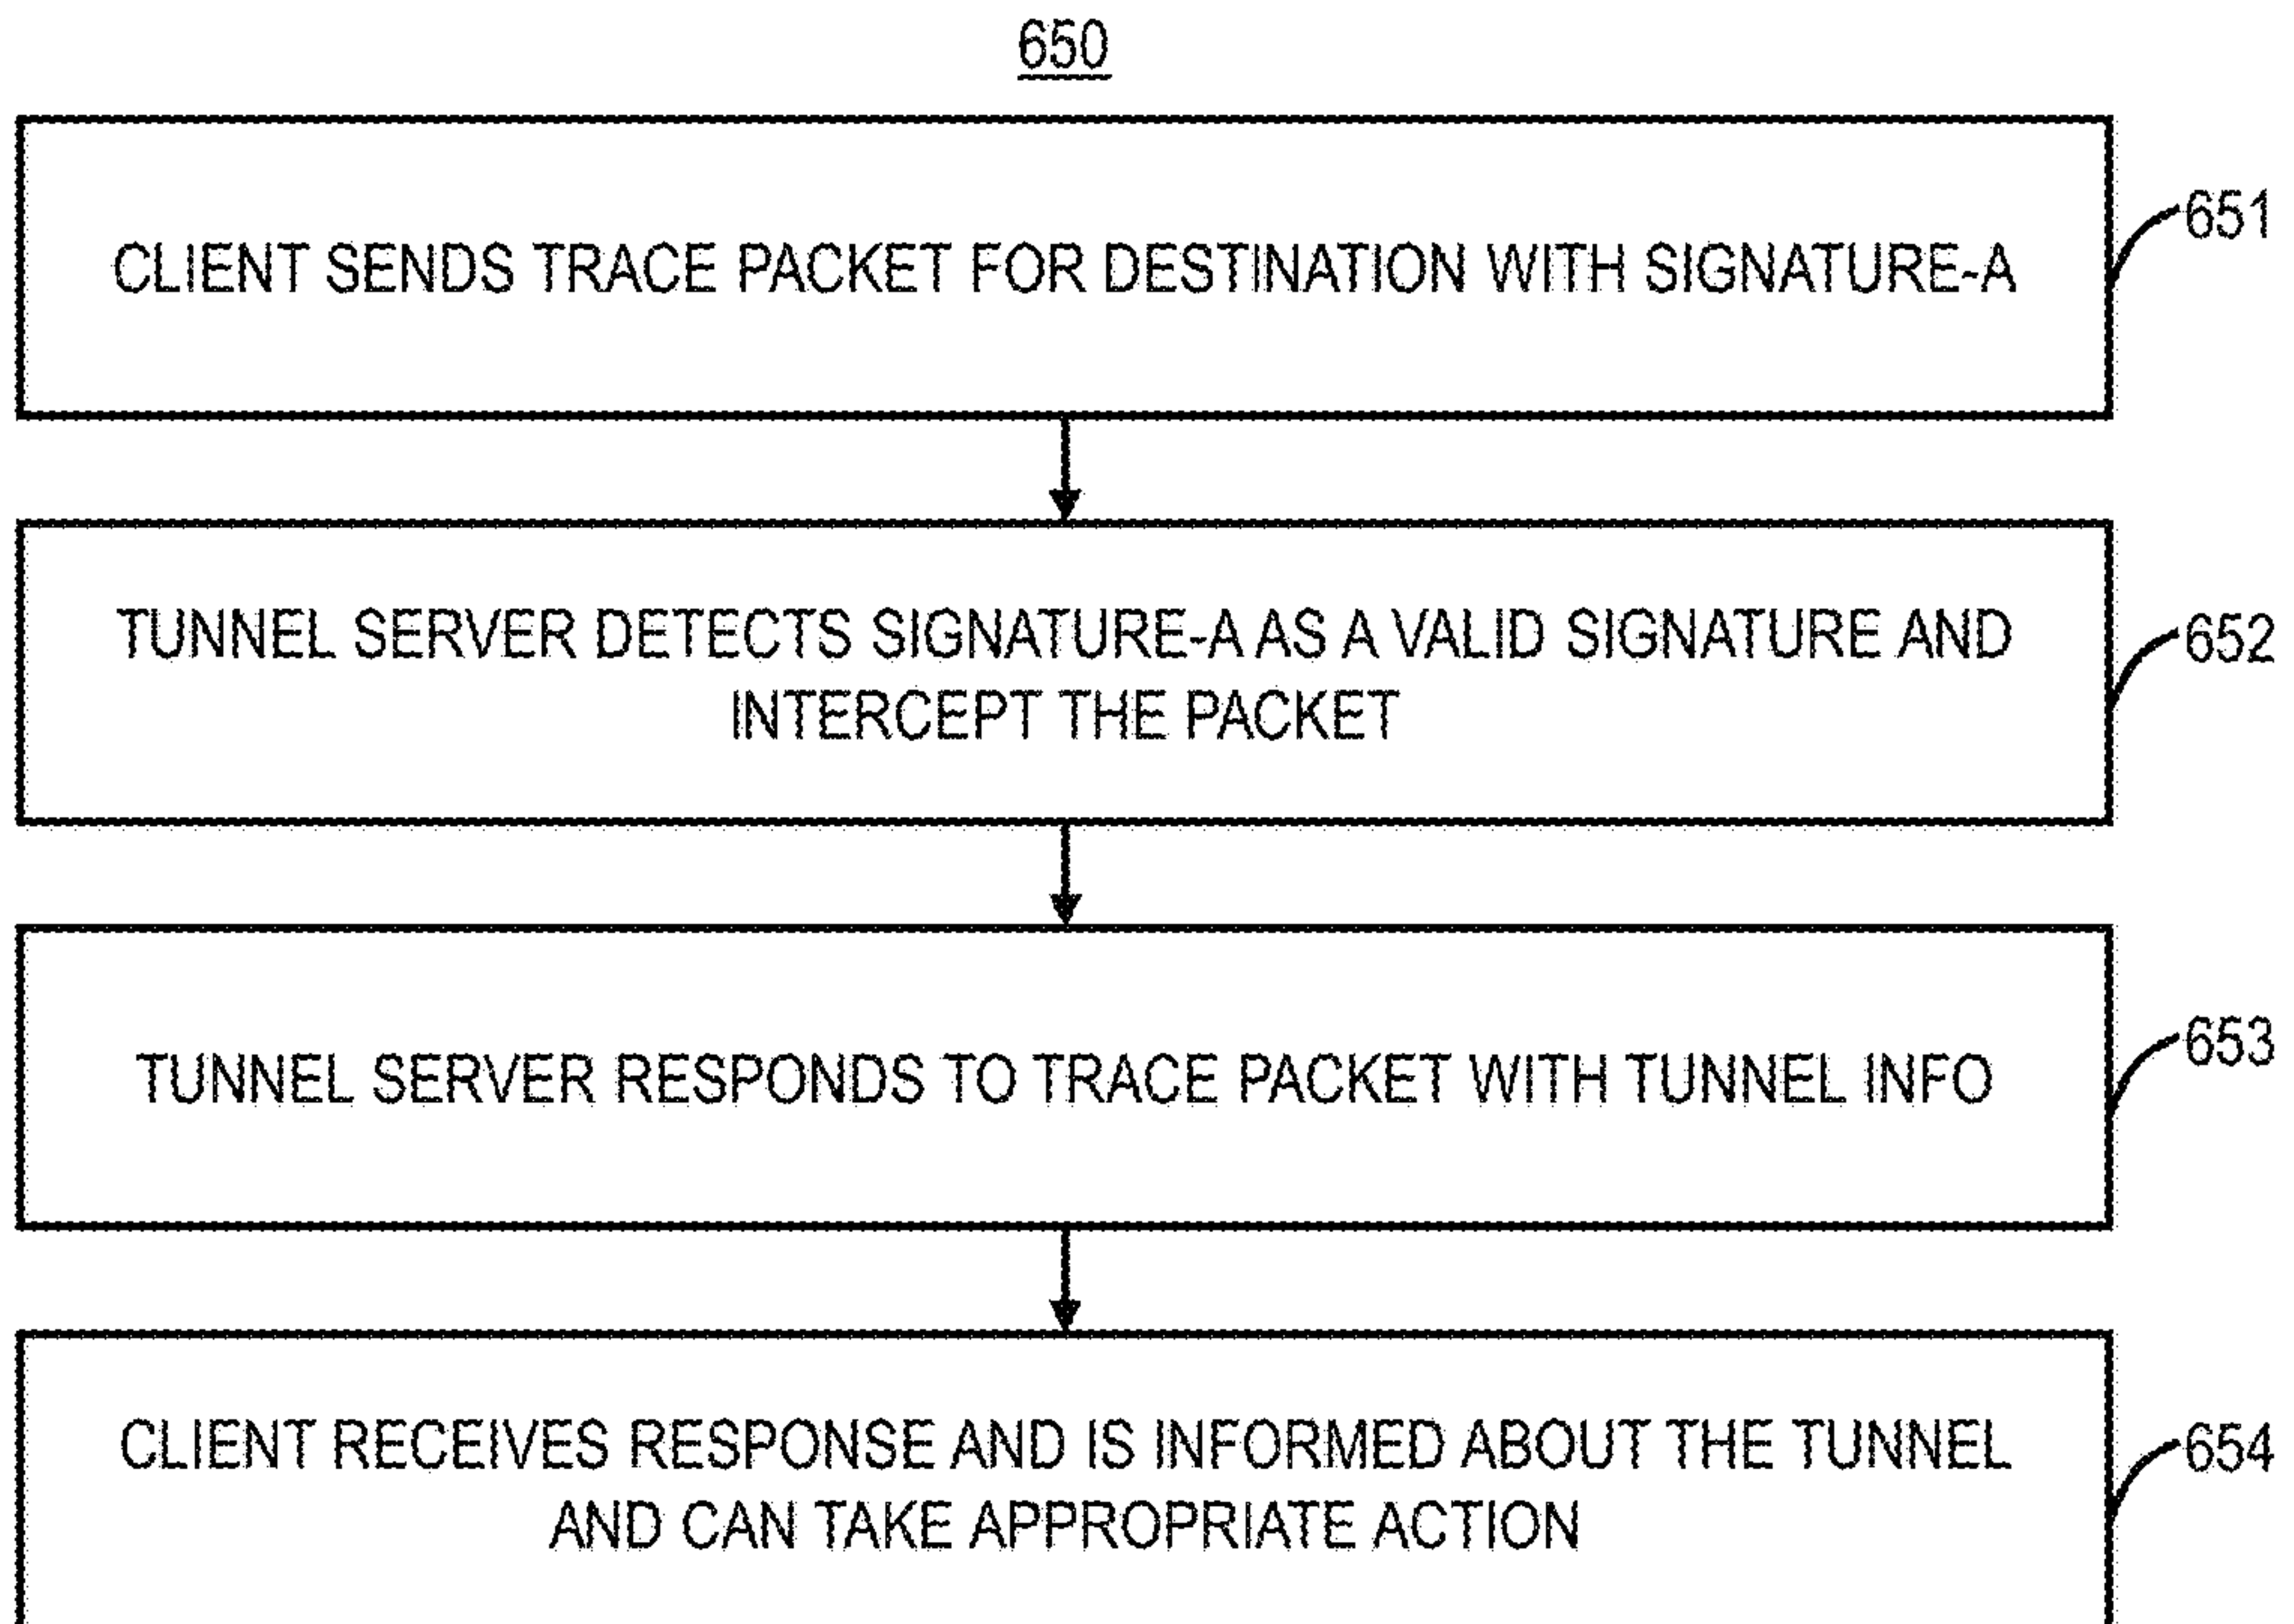 650
CLIENT SENDS TRACE PACKET FOR DESTINATION WITH SIGNATURE-A
651
TUNNEL SERVER DETECTS SIGNATURE-A AS A VALID SIGNATURE AND
INTERCEPT THE PACKET
652
TUNNEL SERVER RESPONDS TO TRACE PACKET WITH TUNNEL INFO
653
CLIENT RECEIVES RESPONSE AND IS INFORMED ABOUT THE TUNNEL
AND CAN TAKE APPROPRIATE ACTION
654